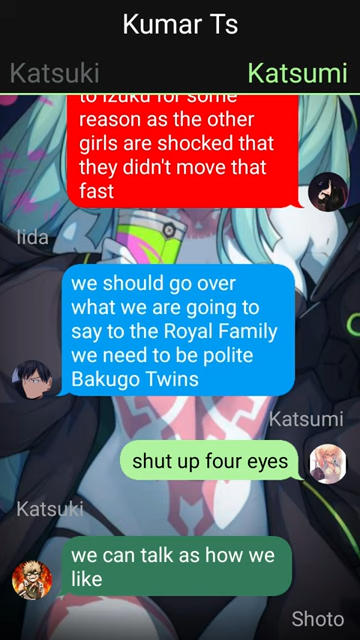 Kumar Ts
Katsuki
Katsumi
to Izuku for some
reason as the other
girls are shocked that
they didn't move that
fast
Iida
we should go over
what we are going to
say to the Royal Family
we need to be polite
Bakugo Twins
Katsumi
shut up four eyes
Katsuki
we can talk as how we
like
Shoto